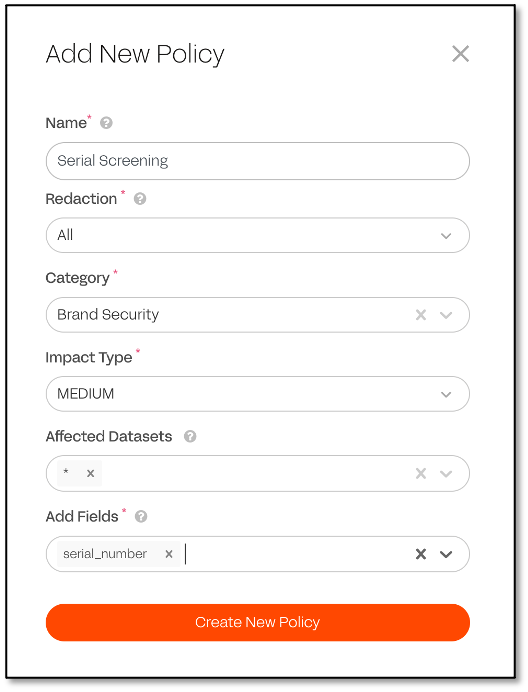 Add New Policy
Name*
Serial Screening
Redaction *
All
Category *
Brand Security
Impact Type *
MEDIUM
Affected Datasets
*
Add Fields *
serial_number
Create New Policy